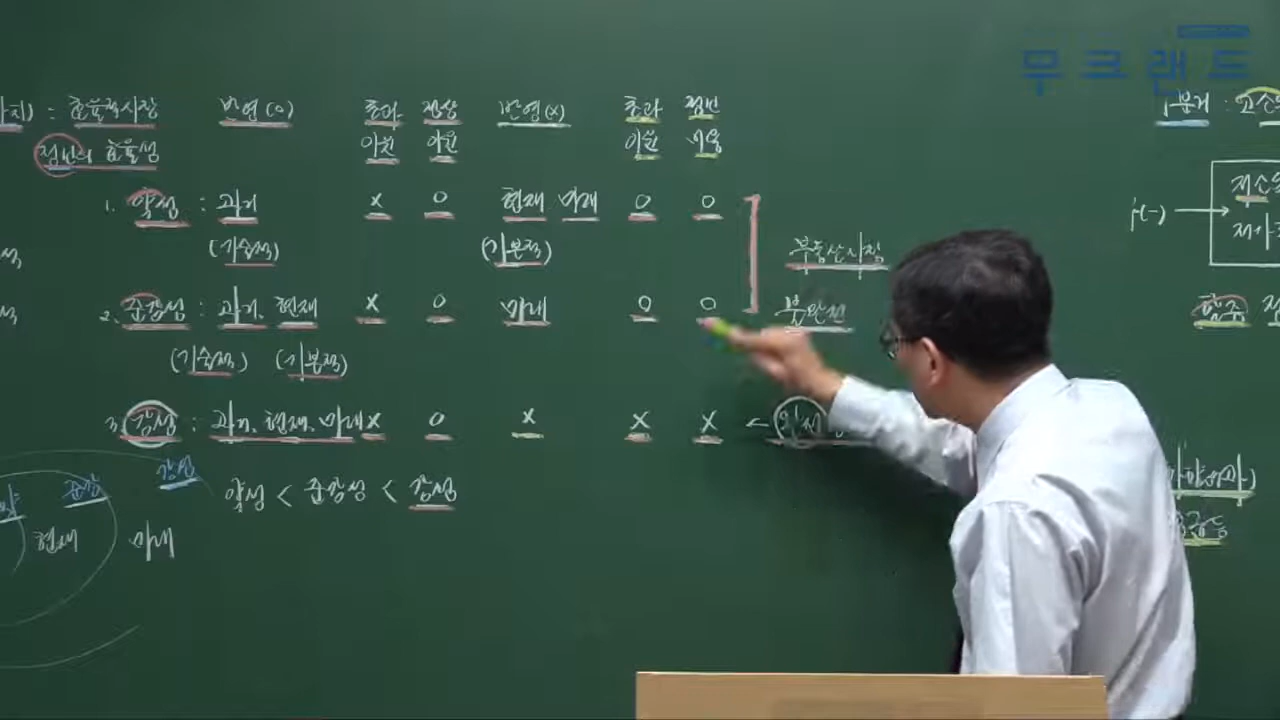 무크랜드
치) : 효율적시장 반영(O) 초과 정상 반영(X) 초과 정보
정보의 효율성 이윤 이윤 이윤 비용
1. 약성 : 과거 X O 현재 미래 O O
(기술적) (기본적) 부동산시장
2. 준강성 : 과거, 현재 X O 미래 O O 불완전
(기술적) (기본적)
3. 강성 : 과거, 현재, 미래 X O X X X ← 완전
약성 < 준강성 < 강성
준강 강성
현재 미래
j(-) →